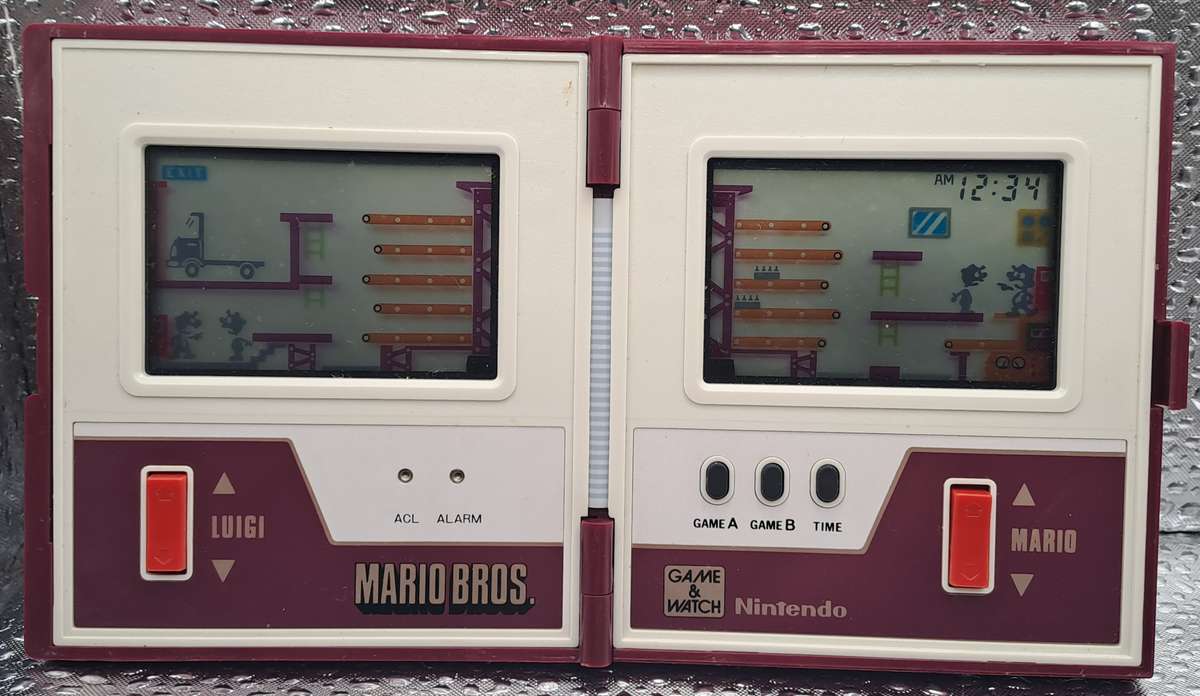 EXIT
AM 12:34
LUIGI
ACL ALARM
MARIO BROS.
GAME A GAME B TIME
MARIO
GAME
&
WATCH
Nintendo